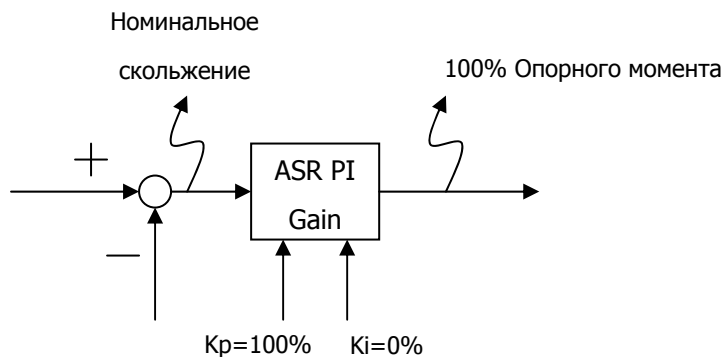 Номинальное
скольжение
100% Опорного момента
+
ASR PI
Gain
—
Kp=100%
Ki=0%